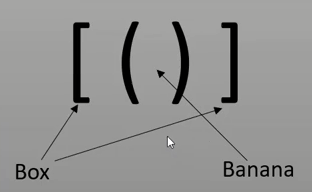 [ ( ) ]
Box Banana